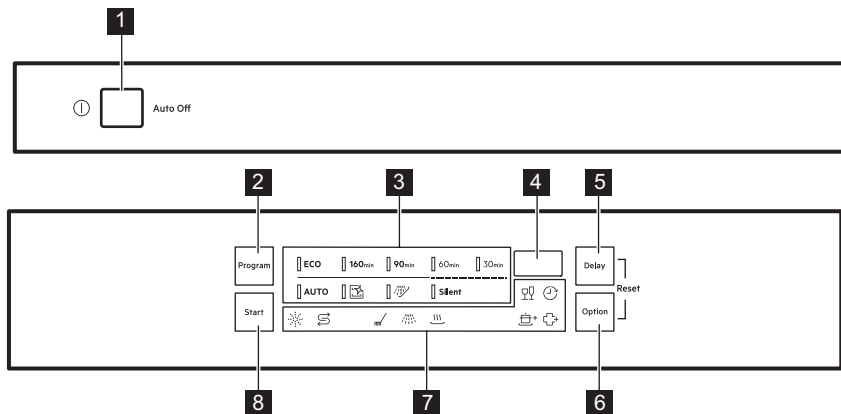 1
Auto Off
2 3 4 5
Program ECO 160min 90min 60min 30min Delay
Reset
AUTO Silent
Start Option
8 7 6